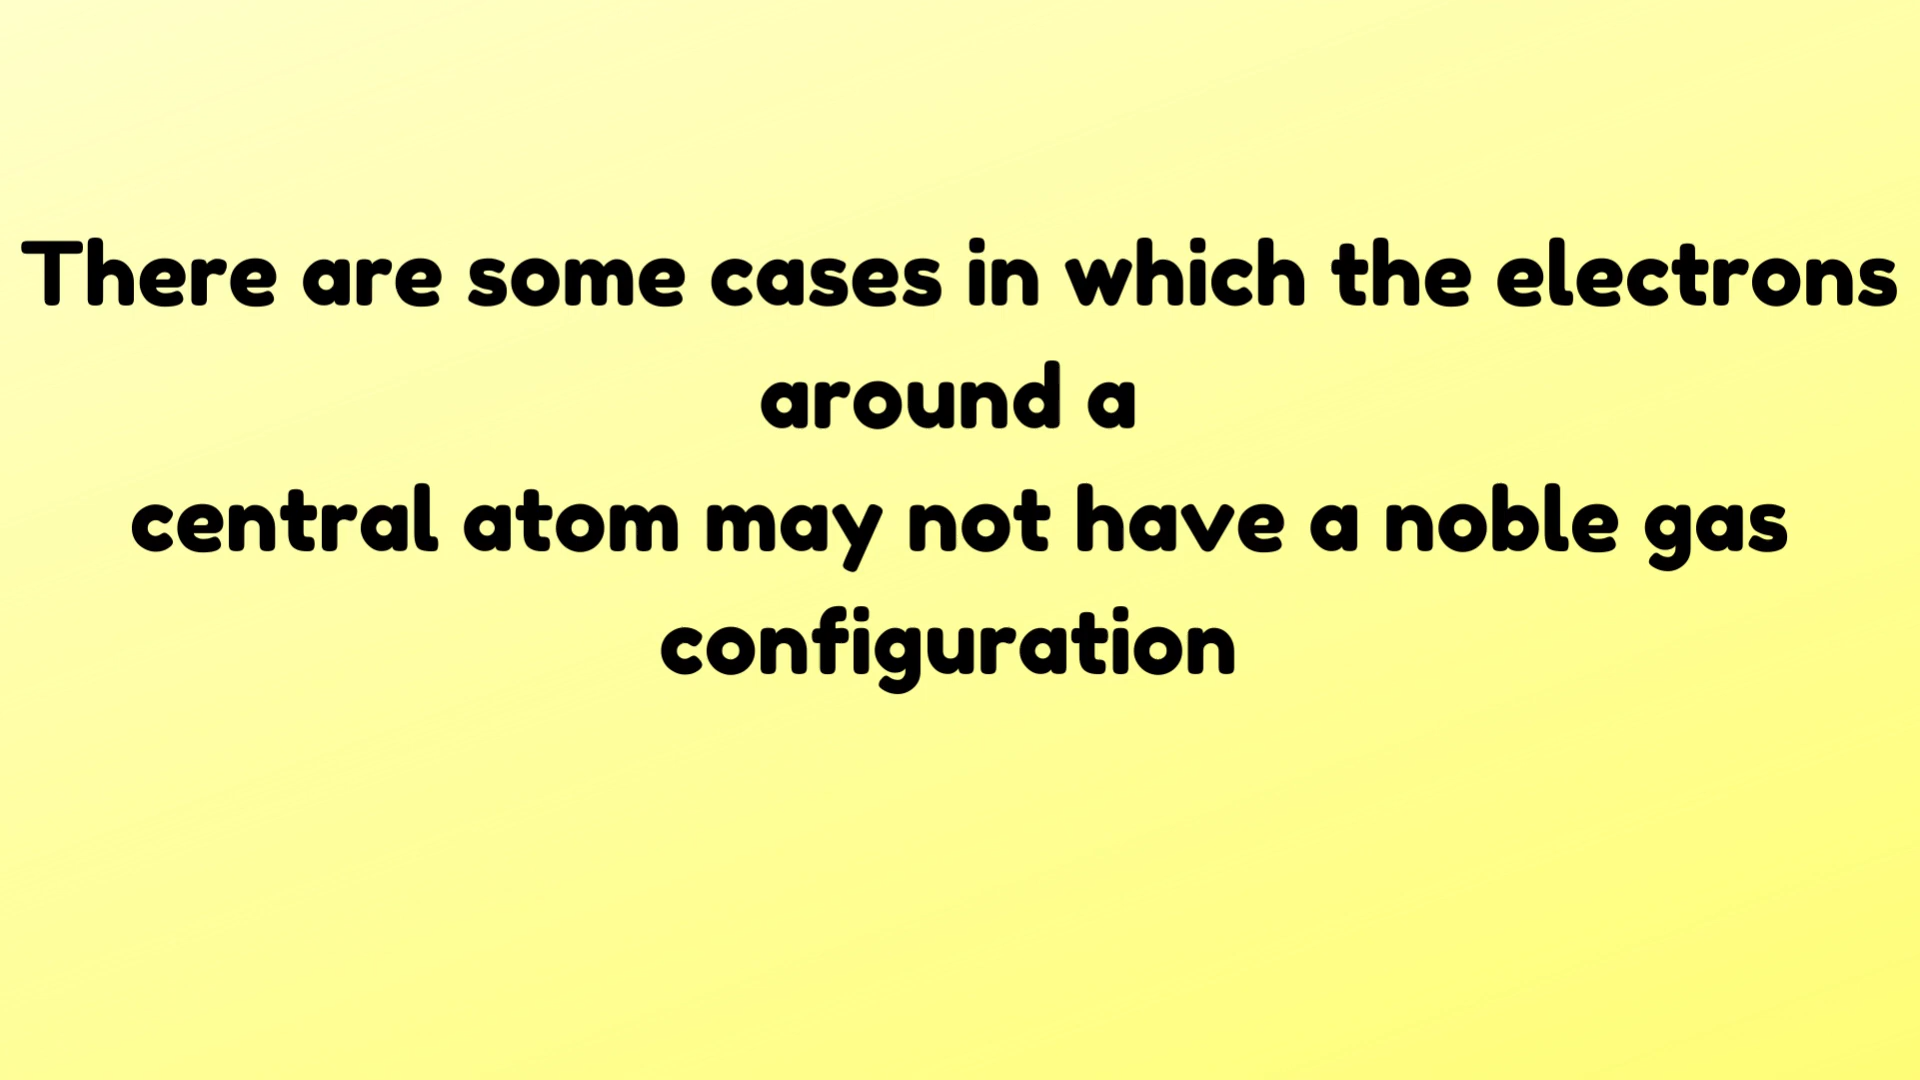 There are some cases in which the electrons
around a
central atom may not have a noble gas
configuration